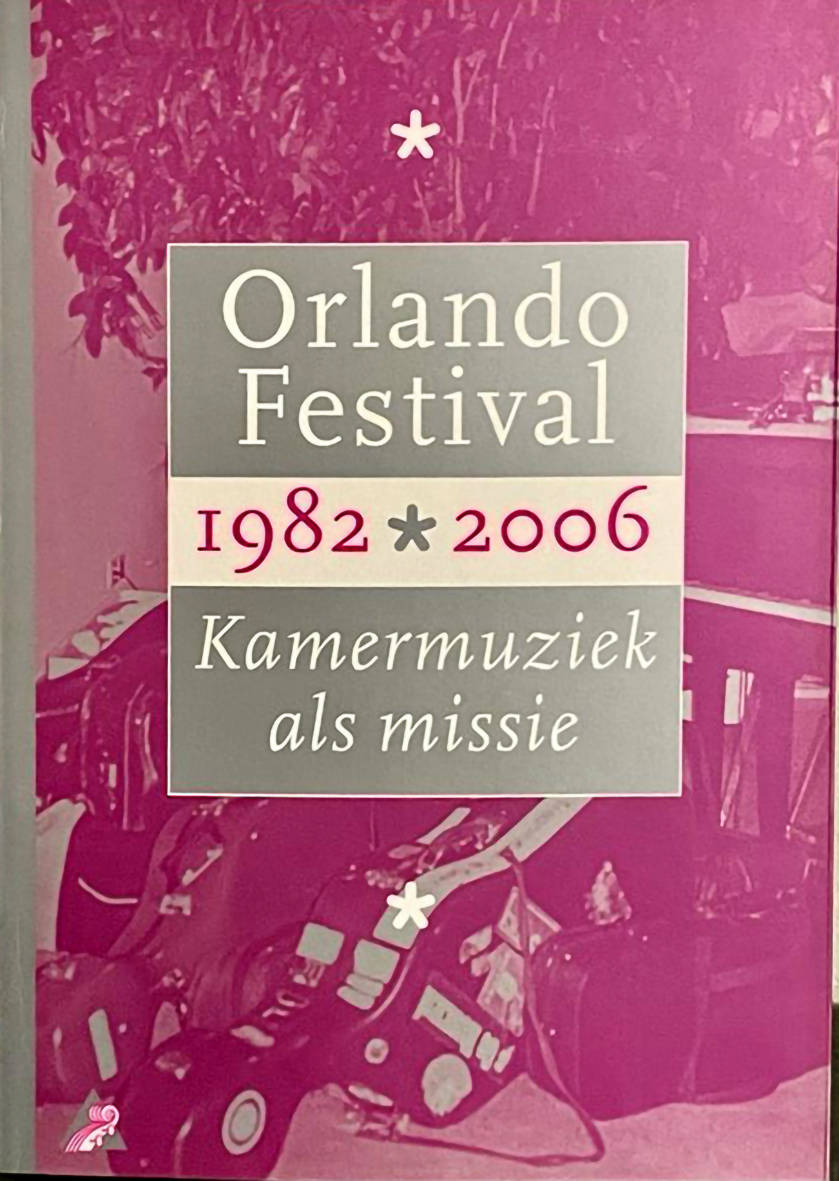 *
Orlando
Festival
1982 * 2006
Kamermuziek
als missie
*